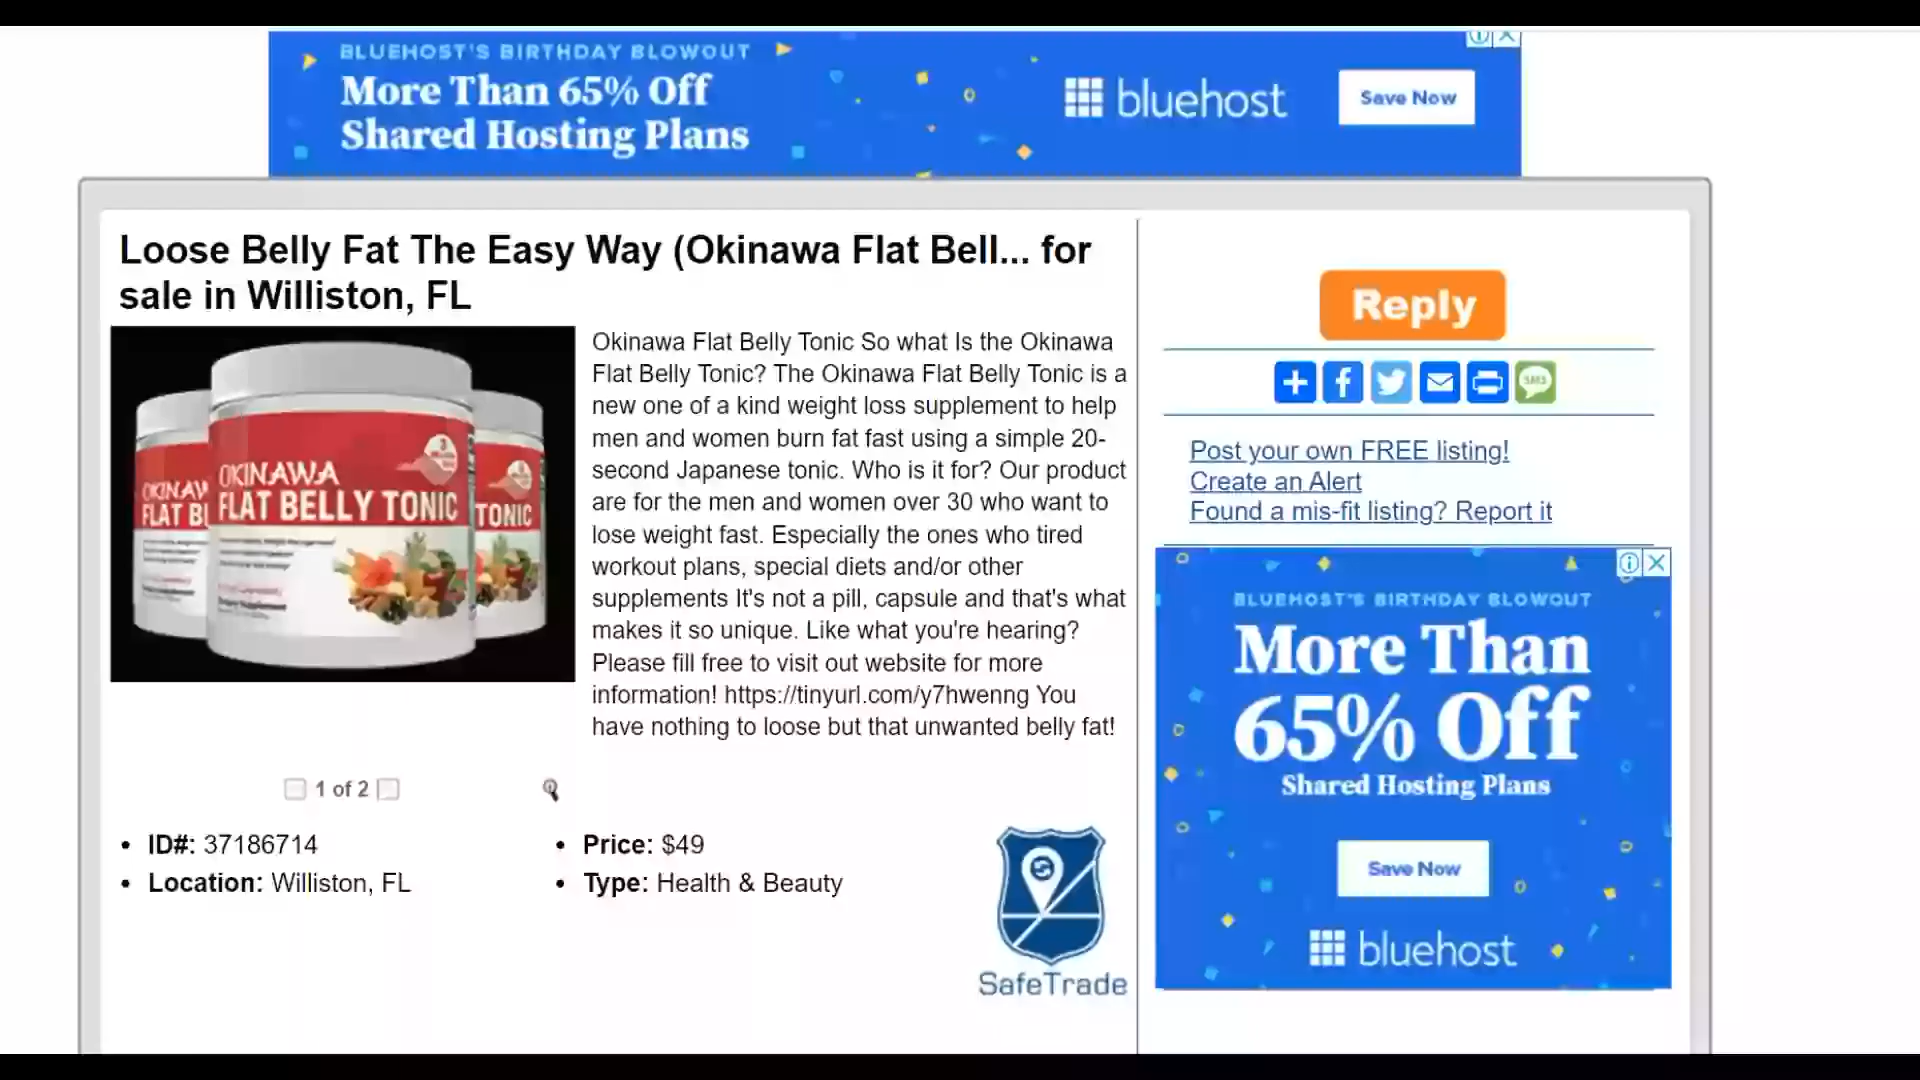 BLUEHOST'S BIRTHDAY BLOWOUT
More Than 65% Off
Shared Hosting Plans
bluehost
Save Now
Loose Belly Fat The Easy Way (Okinawa Flat Bell... for
sale in Williston, FL
OKINAWA
FLAT BELLY TONIC
TONIC
Okinawa Flat Belly Tonic So what Is the Okinawa
Flat Belly Tonic? The Okinawa Flat Belly Tonic is a
new one of a kind weight loss supplement to help
men and women burn fat fast using a simple 20-
second Japanese tonic. Who is it for? Our product
are for the men and women over 30 who want to
lose weight fast. Especially the ones who tired
workout plans, special diets and/or other
supplements It's not a pill, capsule and that's what
makes it so unique. Like what you're hearing?
Please fill free to visit out website for more
information! https://tinyurl.com/y7hwenng You
have nothing to loose but that unwanted belly fat!
1 of 2
ID#: 37186714
Location: Williston, FL
Price: $49
Type: Health & Beauty
SafeTrade
Reply
SMS
Post your own FREE listing!
Create an Alert
Found a mis-fit listing? Report it
BLUEHOST'S BIRTHDAY BLOWOUT
More Than
65% Off
Shared Hosting Plans
Save Now
bluehost